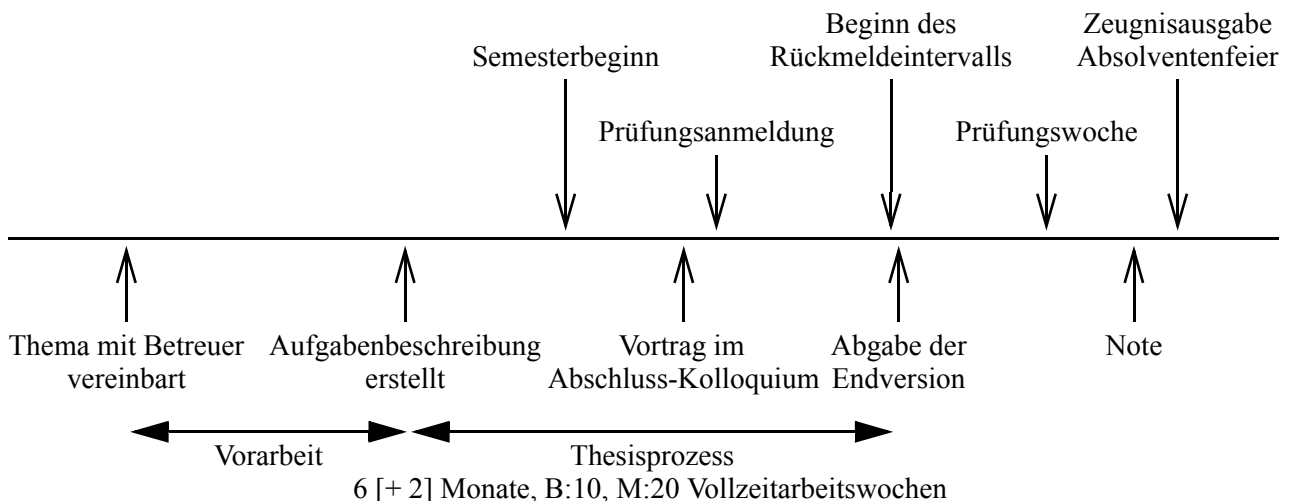 Semesterbeginn
Beginn des
Rückmeldeintervalls
Zeugnisausgabe
Absolventenfeier
Prüfungsanmeldung
Prüfungswoche
Thema mit Betreuer
vereinbart
Aufgabenbeschreibung
erstellt
Vortrag im
Abschluss-Kolloquium
Abgabe der
Endversion
Note
Vorarbeit
Thesisprozess
6 [+ 2] Monate, B:10, M:20 Vollzeitarbeitswochen